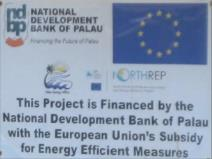 ndbp
NATIONAL
DEVELOPMENT
BANK OF PALAU
Financing the Future of Palau
NORTHREP
This Project is Financed by the
National Development Bank of Palau
with the European Union's Subsidy
for Energy Efficient Measures